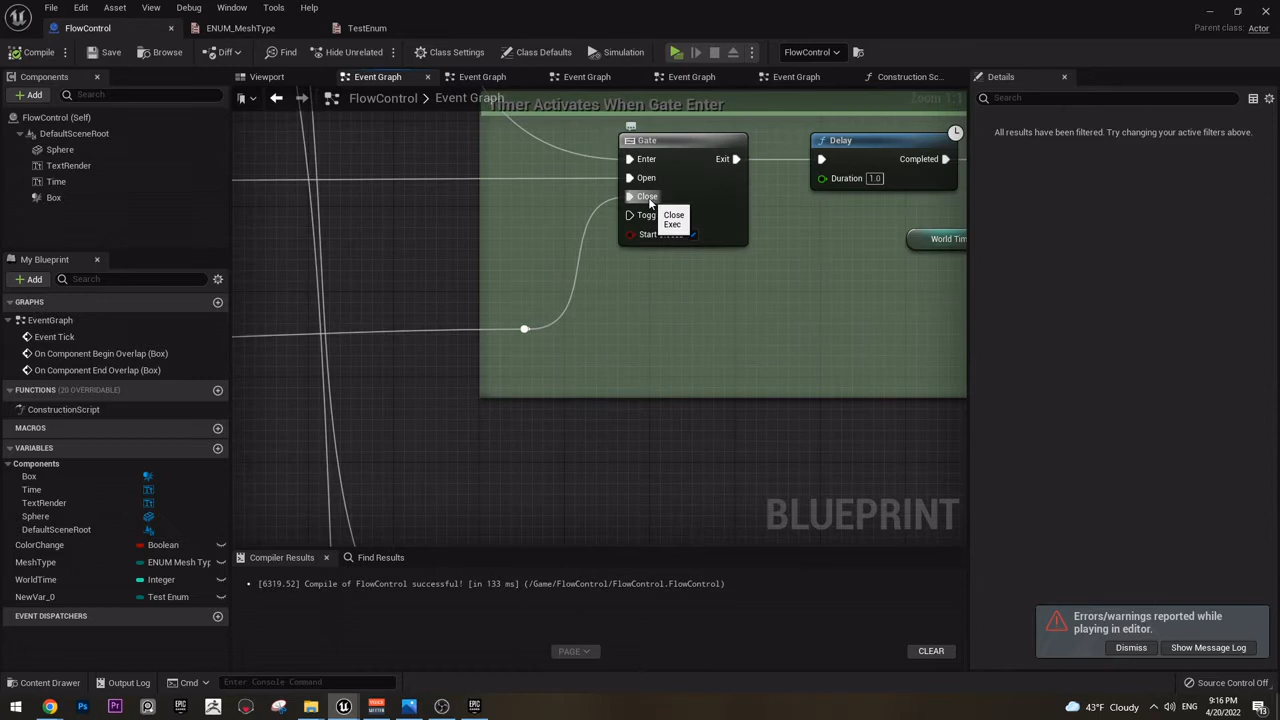 File Edit Asset View Debug Window Tools Help
FlowControl ENUM_MeshType TestEnum Parent class: Actor
Compile Save Browse Diff Find Hide Unrelated Class Settings Class Defaults Simulation FlowControl
Components Viewport Event Graph Event Graph Event Graph Event Graph Event Graph Construction Sc... Details
Add Search FlowControl Event Graph Zoom 1:1 Search
FlowControl (Self)
DefaultSceneRoot
Sphere
TextRender
Time
Box
Timer Activates When Gate Enter
Gate
Enter Exit
Open
Close
Togg
Start
Close
Exec
Delay
Completed
Duration 1.0
World Tim
All results have been filtered. Try changing your active filters above.
My Blueprint
Add Search
GRAPHS
EventGraph
Event Tick
On Component Begin Overlap (Box)
On Component End Overlap (Box)
FUNCTIONS (20 OVERRIDABLE)
ConstructionScript
MACROS
VARIABLES
Components
Box
Time
TextRender
Sphere
DefaultSceneRoot
ColorChange Boolean
MeshType ENUM Mesh Typ
WorldTime Integer
NewVar_0 Test Enum
EVENT DISPATCHERS
BLUEPRINT
Compiler Results Find Results
[6319.52] Compile of FlowControl successful! [in 133 ms] (/Game/FlowControl/FlowControl.FlowControl)
PAGE CLEAR
Errors/warnings reported while
playing in editor.
Dismiss Show Message Log
Content Drawer Output Log Cmd Enter Console Command Source Control Off
43°F Cloudy 9:16 PM
4/20/2022